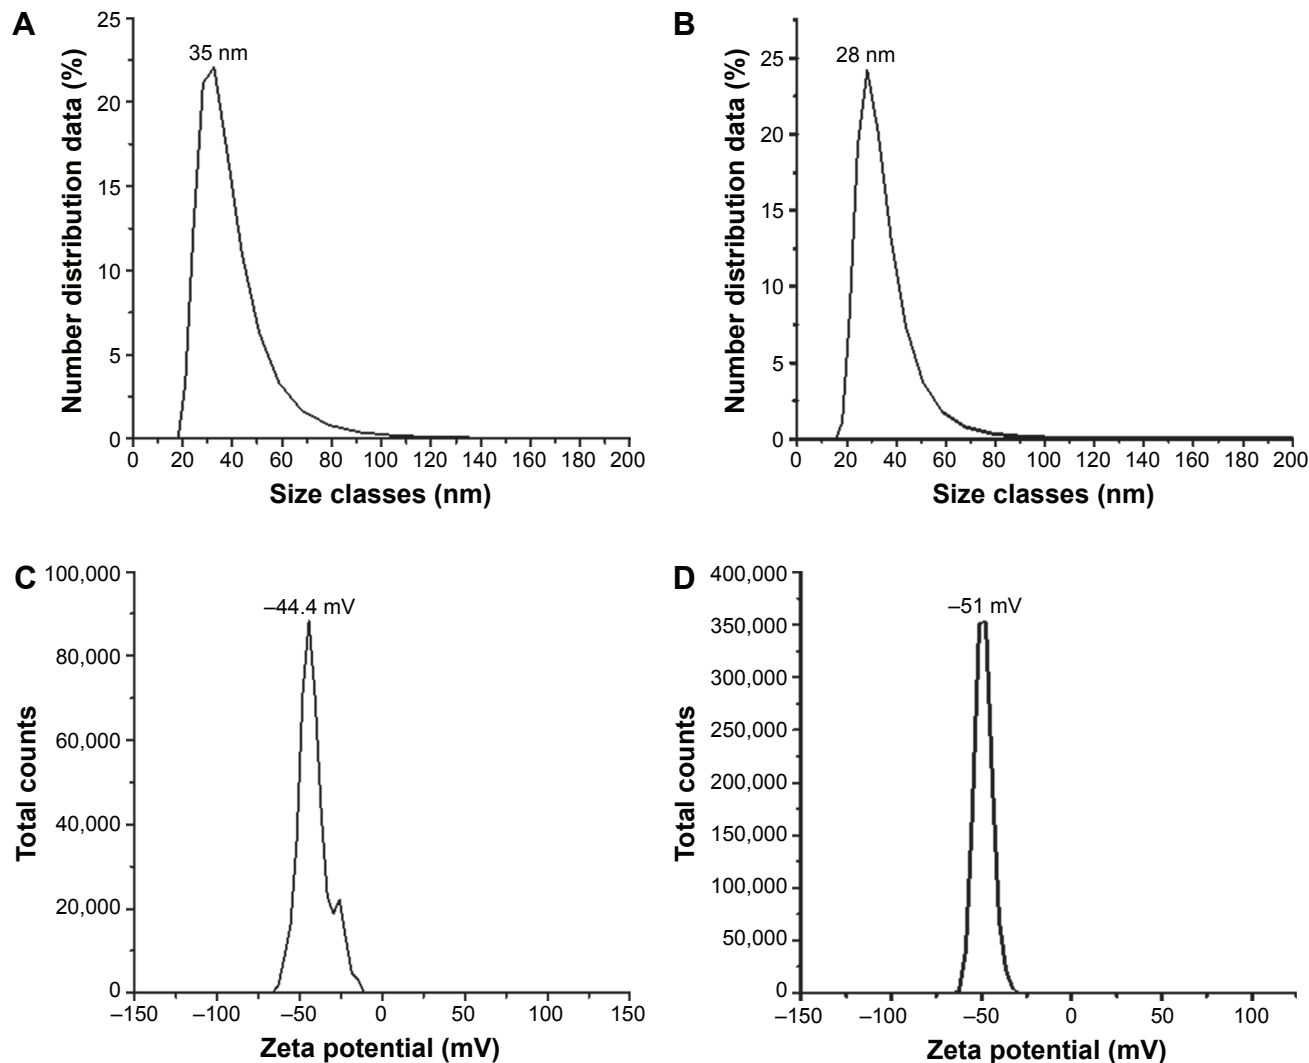 A
25
20
15
10
5
0
Number distribution data (%)
35 nm
0 20 40 60 80 100 120 140 160 180 200
Size classes (nm)
B
25
20
15
10
5
0
Number distribution data (%)
28 nm
0 20 40 60 80 100 120 140 160 180 200
Size classes (nm)
C
100,000
80,000
60,000
40,000
20,000
0
Total counts
–44.4 mV
–150 –100 –50 0 50 100 150
Zeta potential (mV)
D
400,000
350,000
300,000
250,000
200,000
150,000
100,000
50,000
0
Total counts
–51 mV
–150 –100 –50 0 50 100
Zeta potential (mV)